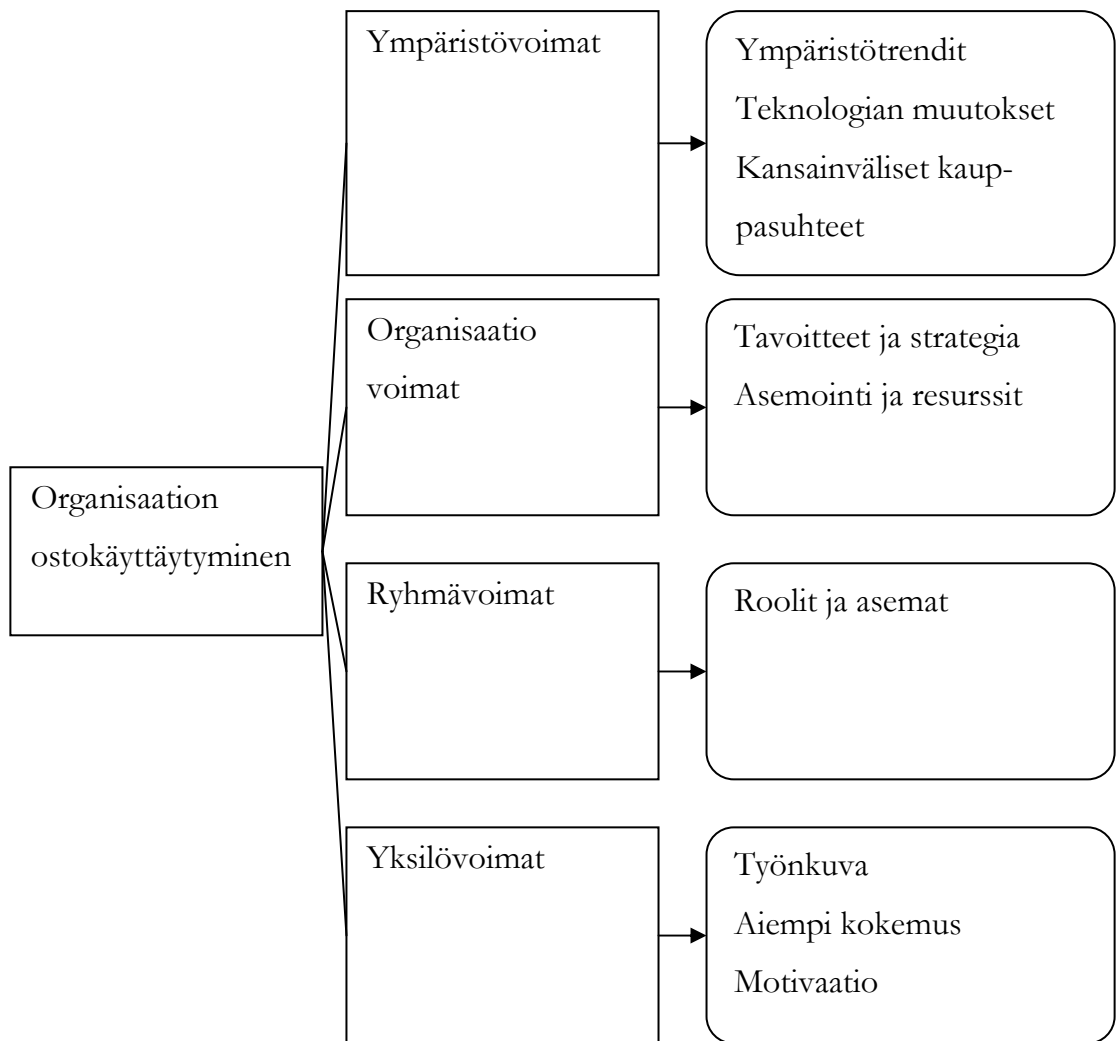 Ympäristövoimat
Ympäristötrendit
Teknologian muutokset
Kansainväliset kaup-
pasuhteet
Organisaatio
voimat
Tavoitteet ja strategia
Asemointi ja resurssit
Organisaation
ostokäyttäytyminen
Ryhmävoimat
Roolit ja asemat
Yksilövoimat
Työnkuva
Aiempi kokemus
Motivaatio